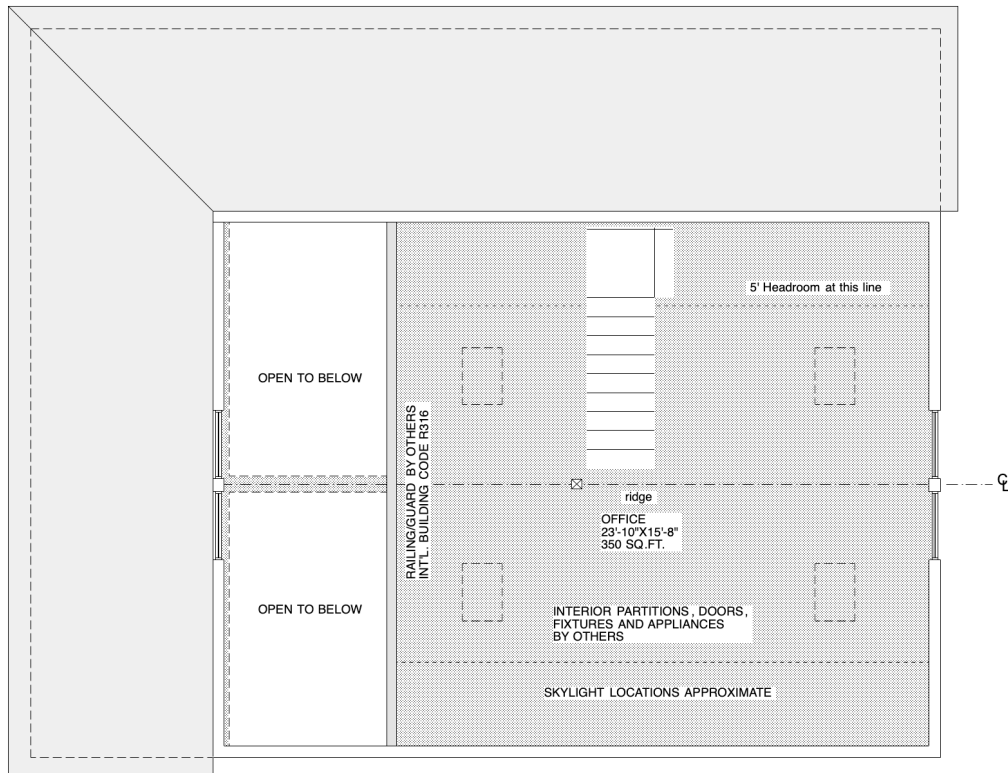 5' Headroom at this line
OPEN TO BELOW
RAILING/GUARD BY OTHERS
INT'L. BUILDING CODE R316
℄
ridge
OFFICE
23'-10"X15'-8"
350 SQ.FT.
OPEN TO BELOW
INTERIOR PARTITIONS, DOORS,
FIXTURES AND APPLIANCES
BY OTHERS
SKYLIGHT LOCATIONS APPROXIMATE